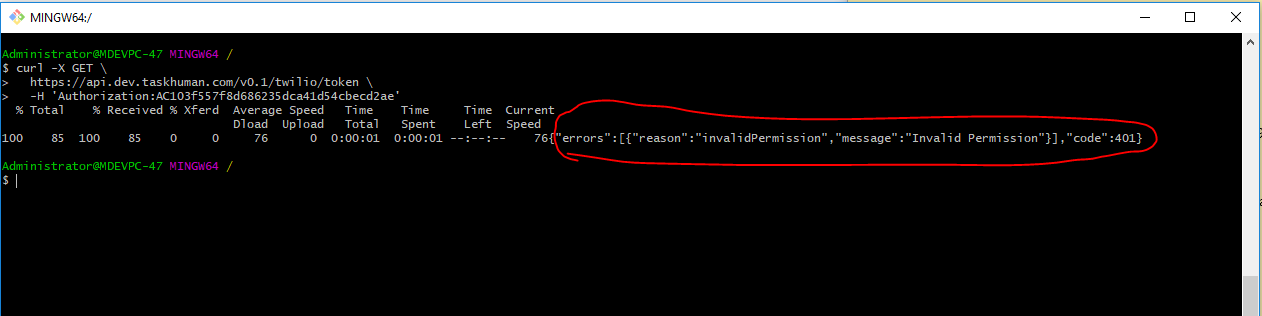 MINGW64:/
Administrator@MDEVPC-47 MINGW64 /
$ curl -X GET \
>   https://api.dev.taskhuman.com/v0.1/twilio/token \
>   -H 'Authorization:AC103f557f8d686235dca41d54cbecd2ae'
  % Total    % Received % Xferd  Average Speed   Time    Time     Time  Current
                                 Dload  Upload   Total   Spent    Left  Speed
100    85  100    85    0     0     76      0  0:00:01  0:00:01 --:--:--    76{"errors":[{"reason":"invalidPermission","message":"Invalid Permission"}],"code":401}
Administrator@MDEVPC-47 MINGW64 /
$